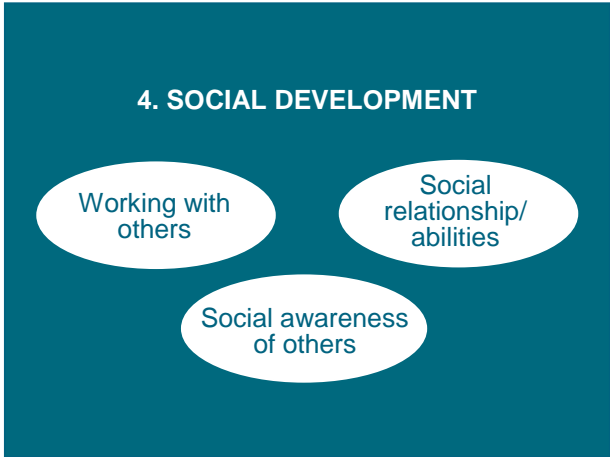 4. SOCIAL DEVELOPMENT
Working with
others
Social
relationship/
abilities
Social awareness
of others